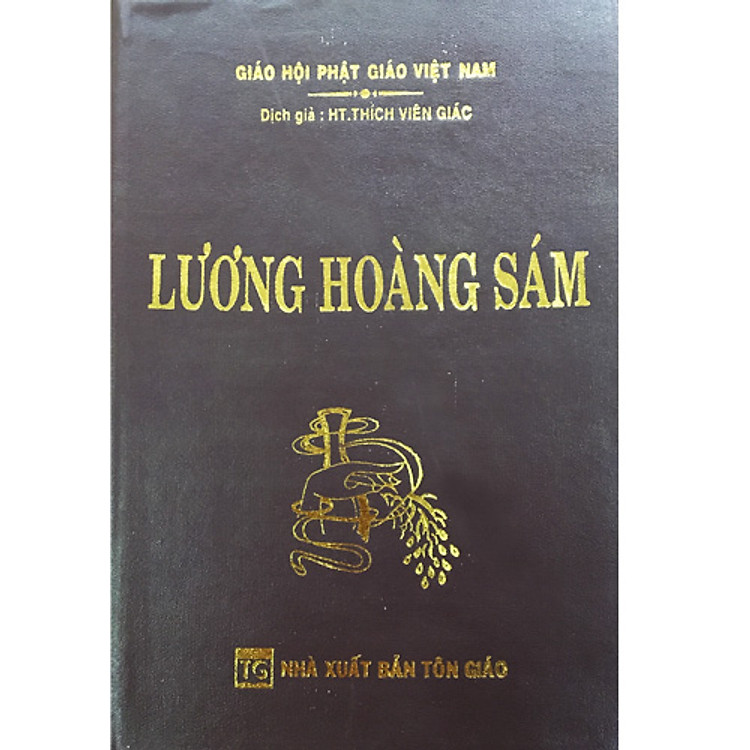 GIÁO HỘI PHẬT GIÁO VIỆT NAM
Dịch giả : HT.THÍCH VIÊN GIÁC
LƯƠNG HOÀNG SÁM
TG NHÀ XUẤT BẢN TÔN GIÁO